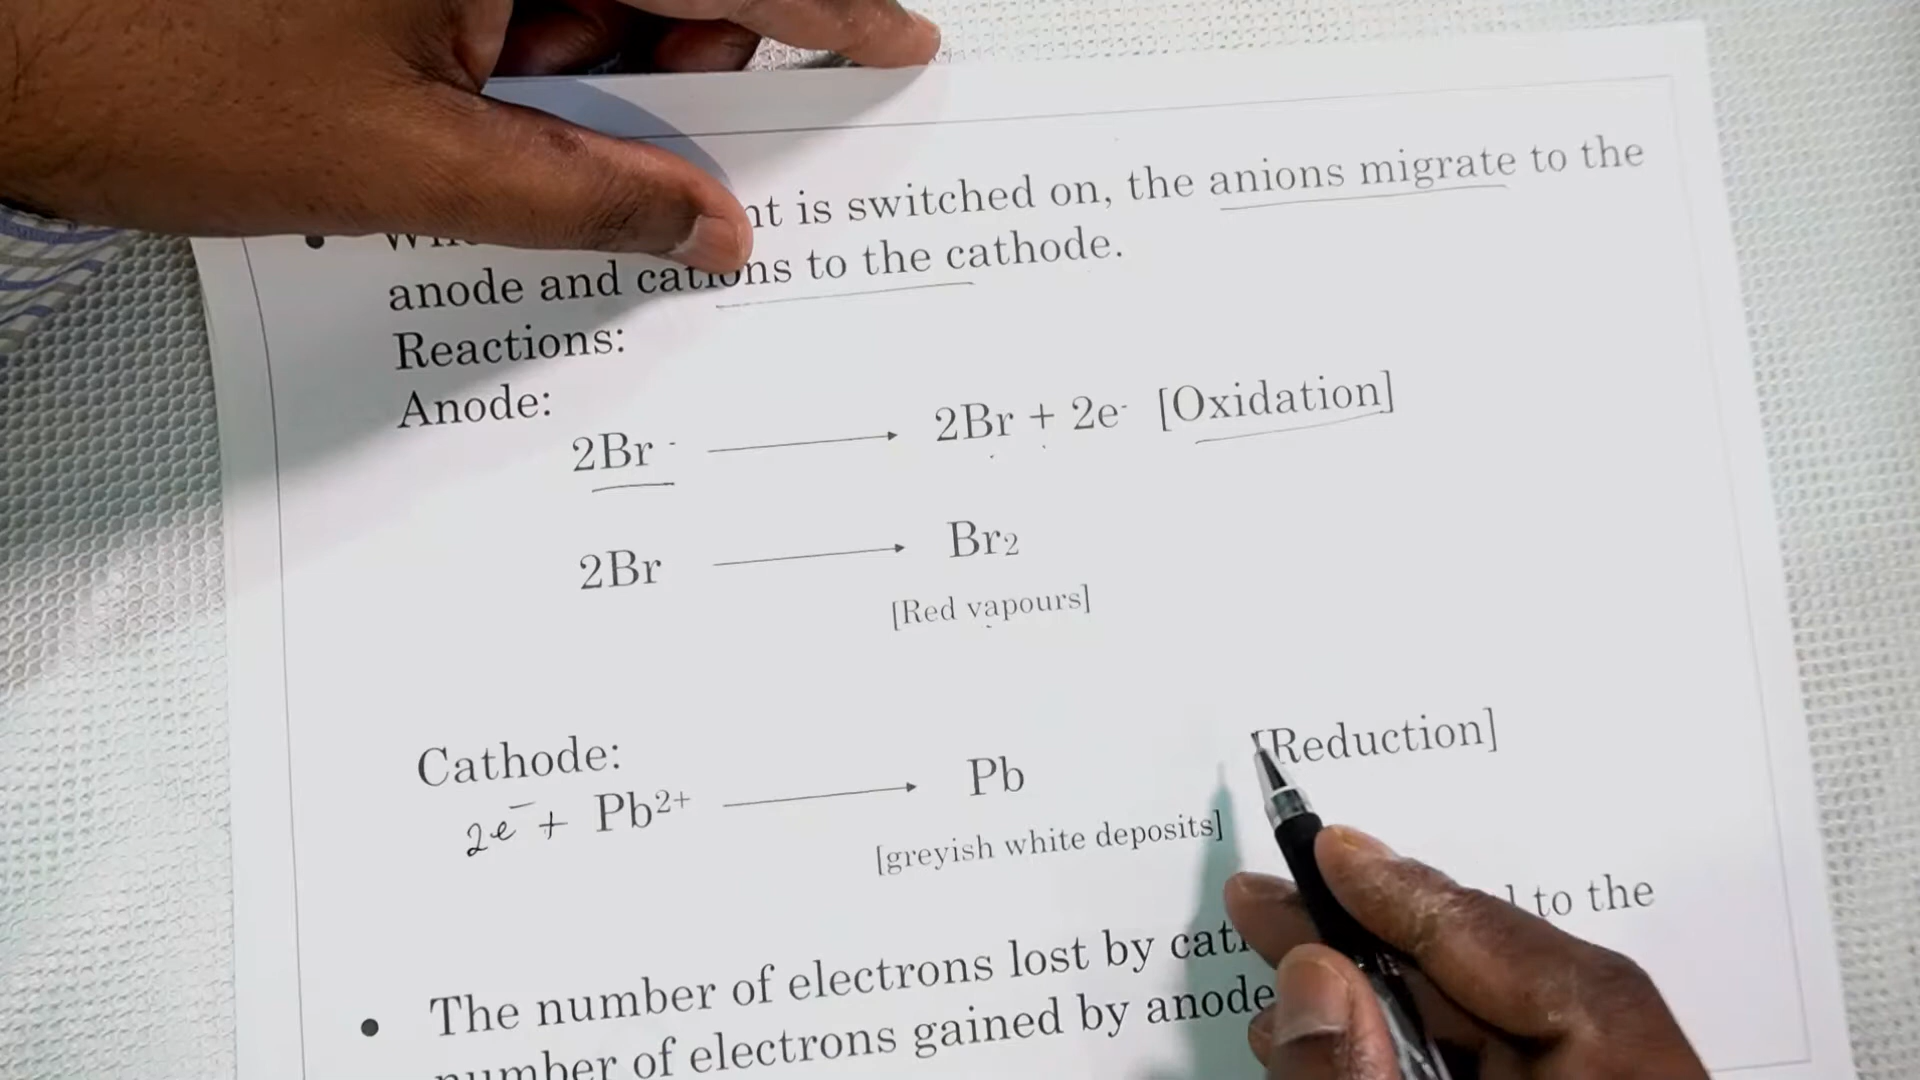 nt is switched on, the anions migrate to the
anode and cations to the cathode.
Reactions:
Anode:
2Br - → 2Br + 2e- [Oxidation]
2Br → Br₂
[Red vapours]
Cathode:
2e⁻ + Pb²⁺ → Pb [Reduction]
[greyish white deposits]
The number of electrons lost by to the
number of electrons gained by anode